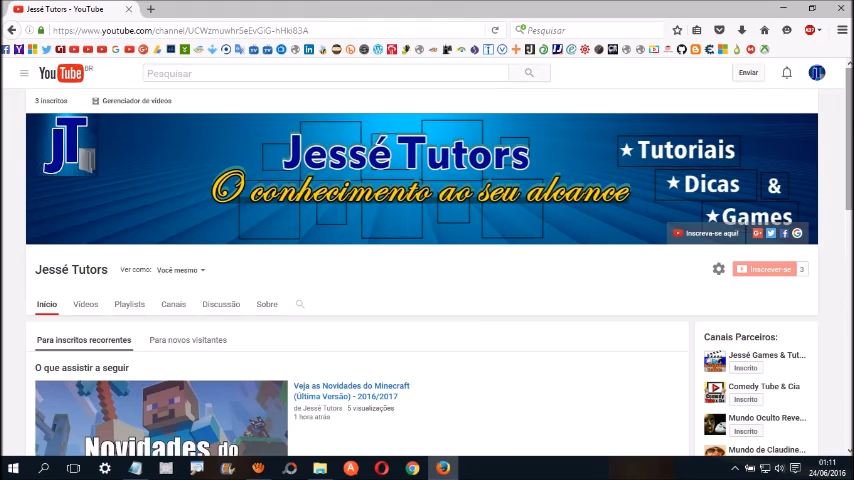 Jessé Tutors - YouTube
https://www.youtube.com/channel/UCWzmuwhr5eEvGlG-hHkl83A
Pesquisar
YouTube BR
Pesquisar
Enviar
3 inscritos
Gerenciador de vídeos
JT
Jessé Tutors
O conhecimento ao seu alcance
★ Tutoriais
★ Dicas &
★ Games
Inscreva-se aqui!
Jessé Tutors
Ver como: Você mesmo
Inscrever-se 3
Início Vídeos Playlists Canais Discussão Sobre
Para inscritos recorrentes Para novos visitantes
O que assistir a seguir
Novidades do
Veja as Novidades do Minecraft
(Última Versão) - 2016/2017
de Jessé Tutors 5 visualizações
1 hora atrás
Canais Parceiros:
Jessé Games & Tut...
Inscrito
Comedy Tube & Cia
Inscrito
Mundo Oculto Reve...
Inscrito
Mundo de Claudine...
01:11
24/06/2016